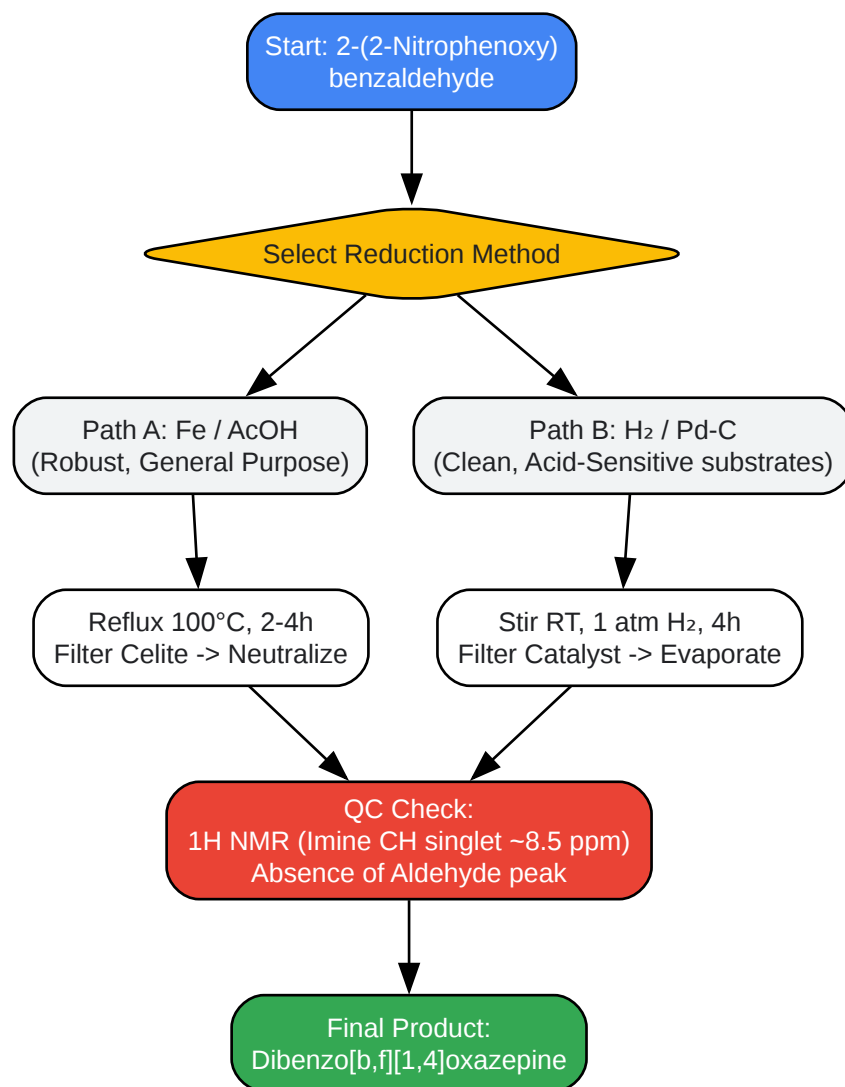 Start: 2-(2-Nitrophenoxy)
benzaldehyde
Select Reduction Method
Path A: Fe / AcOH
(Robust, General Purpose)
Path B: H₂ / Pd-C
(Clean, Acid-Sensitive substrates)
Reflux 100°C, 2-4h
Filter Celite -> Neutralize
Stir RT, 1 atm H₂, 4h
Filter Catalyst -> Evaporate
QC Check:
1H NMR (Imine CH singlet ~8.5 ppm)
Absence of Aldehyde peak
Final Product:
Dibenzo[b,f][1,4]oxazepine